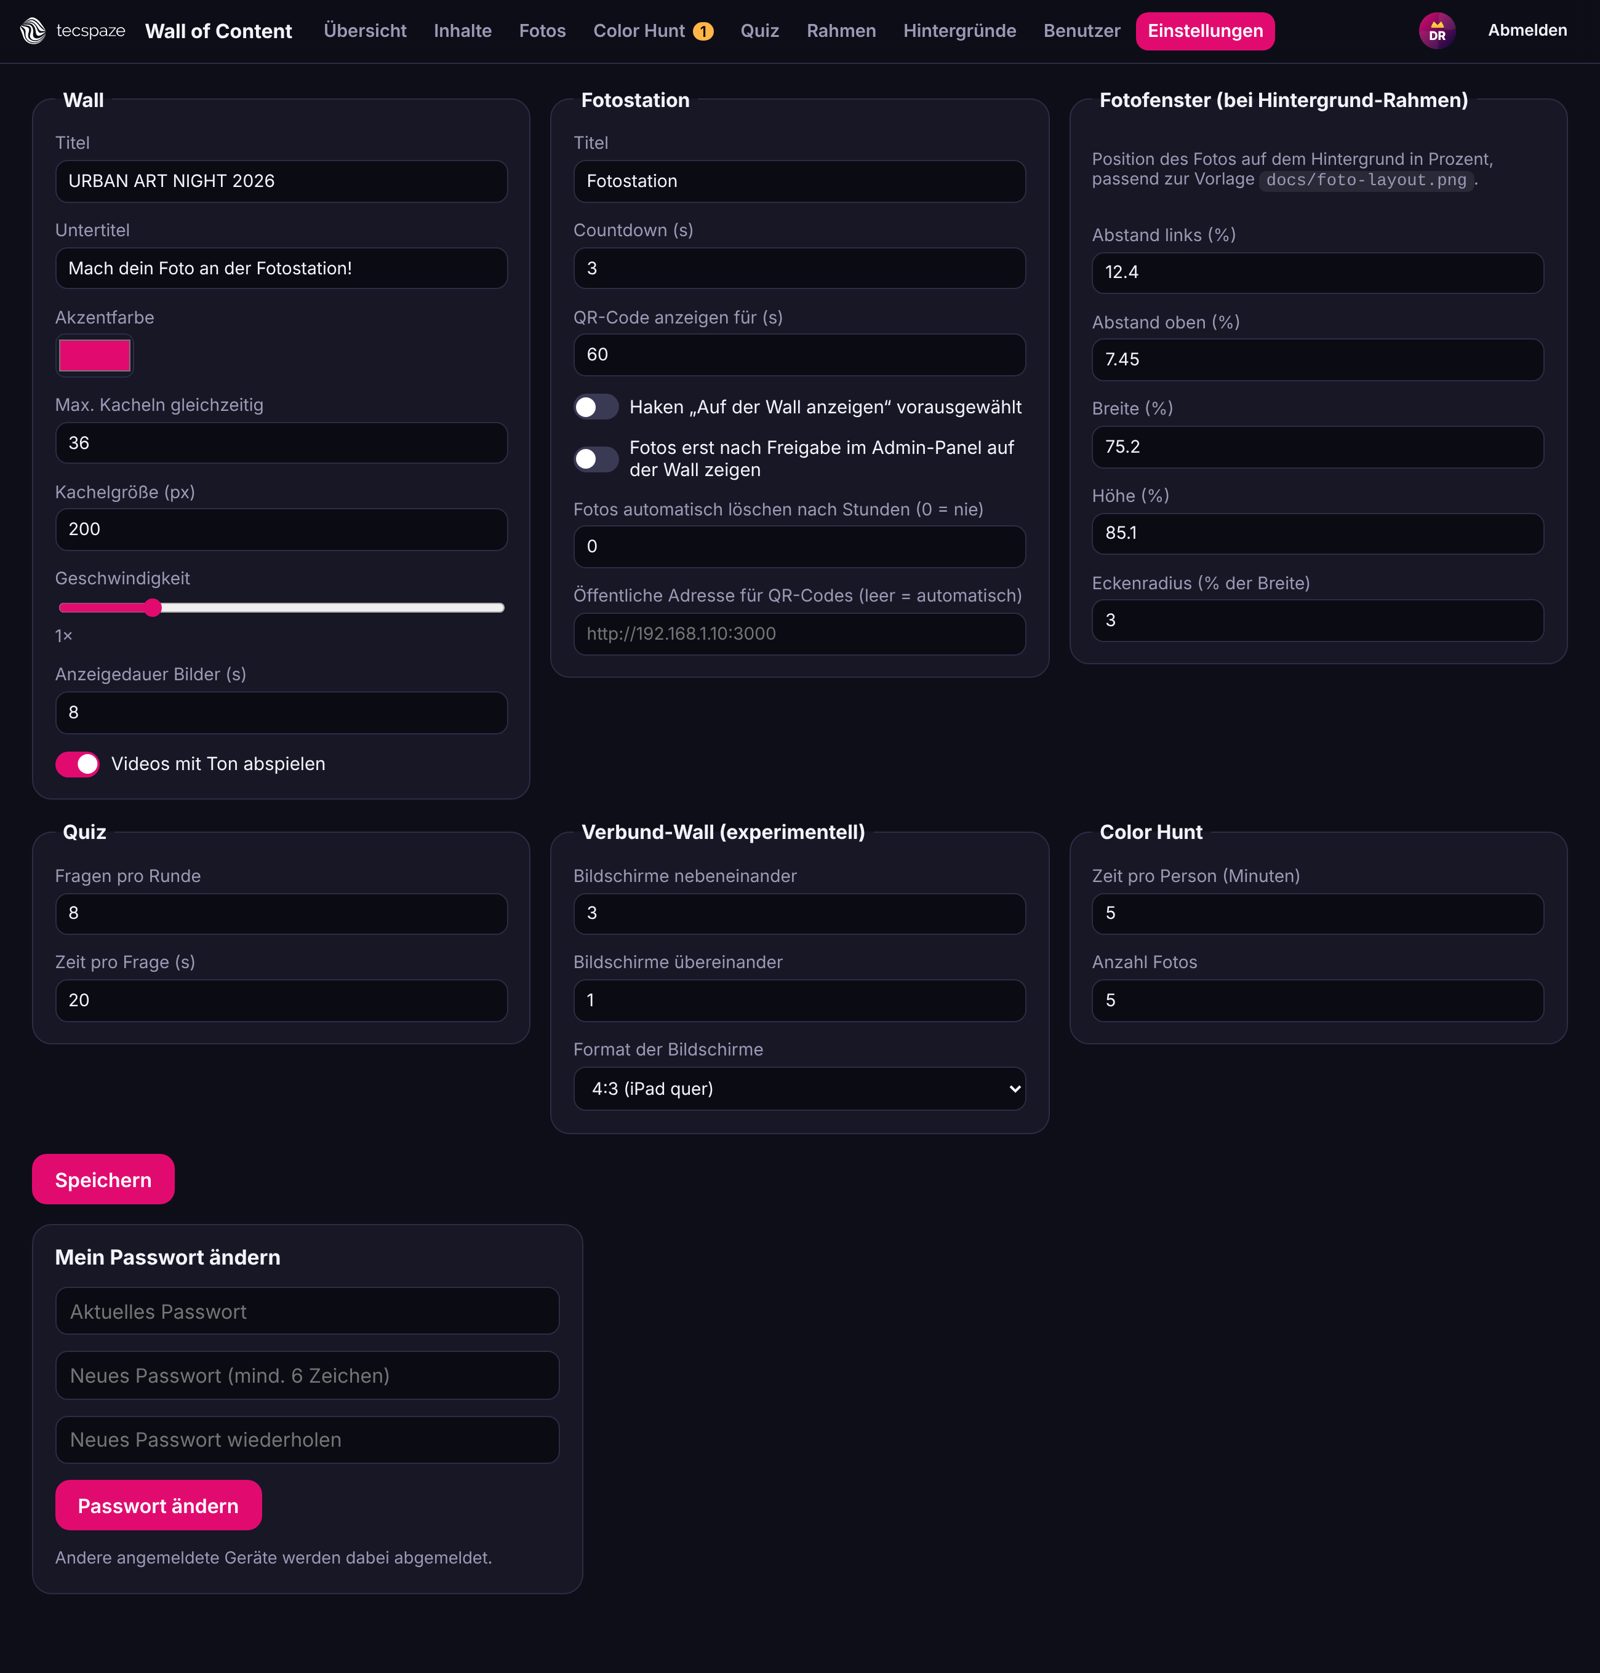 tecspaze Wall of Content Übersicht Inhalte Fotos Color Hunt 1 Quiz Rahmen Hintergründe Benutzer Einstellungen DR Abmelden
Wall
Titel
URBAN ART NIGHT 2026
Untertitel
Mach dein Foto an der Fotostation!
Akzentfarbe
Max. Kacheln gleichzeitig
36
Kachelgröße (px)
200
Geschwindigkeit
1×
Anzeigedauer Bilder (s)
8
Videos mit Ton abspielen
Fotostation
Titel
Fotostation
Countdown (s)
3
QR-Code anzeigen für (s)
60
Haken „Auf der Wall anzeigen“ vorausgewählt
Fotos erst nach Freigabe im Admin-Panel auf
der Wall zeigen
Fotos automatisch löschen nach Stunden (0 = nie)
0
Öffentliche Adresse für QR-Codes (leer = automatisch)
http://192.168.1.10:3000
Fotofenster (bei Hintergrund-Rahmen)
Position des Fotos auf dem Hintergrund in Prozent,
passend zur Vorlage docs/foto-layout.png.
Abstand links (%)
12.4
Abstand oben (%)
7.45
Breite (%)
75.2
Höhe (%)
85.1
Eckenradius (% der Breite)
3
Quiz
Fragen pro Runde
8
Zeit pro Frage (s)
20
Verbund-Wall (experimentell)
Bildschirme nebeneinander
3
Bildschirme übereinander
1
Format der Bildschirme
4:3 (iPad quer)
Color Hunt
Zeit pro Person (Minuten)
5
Anzahl Fotos
5
Speichern
Mein Passwort ändern
Aktuelles Passwort
Neues Passwort (mind. 6 Zeichen)
Neues Passwort wiederholen
Passwort ändern
Andere angemeldete Geräte werden dabei abgemeldet.